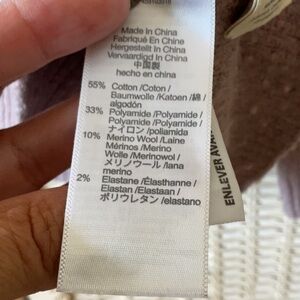 Made In China
Fabriqué En Chine
Hergestellt In China
Vervaardigd In China
中国製
hecho en china
55% Cotton /Coton /
Baumwolle /Katoen /綿 /
algodón
33% Polyamide /Polyamide /
Polyamide /Polyamide /
ナイロン /poliamida
10% Merino Wool /Laine
Mérinos /Merino
Wolle /Merinowol /
メリノウール /lana
merino
2% Elastane /Élasthanne /
Elastan /Elastaan /
ポリウレタン /elastano
ENLEVER